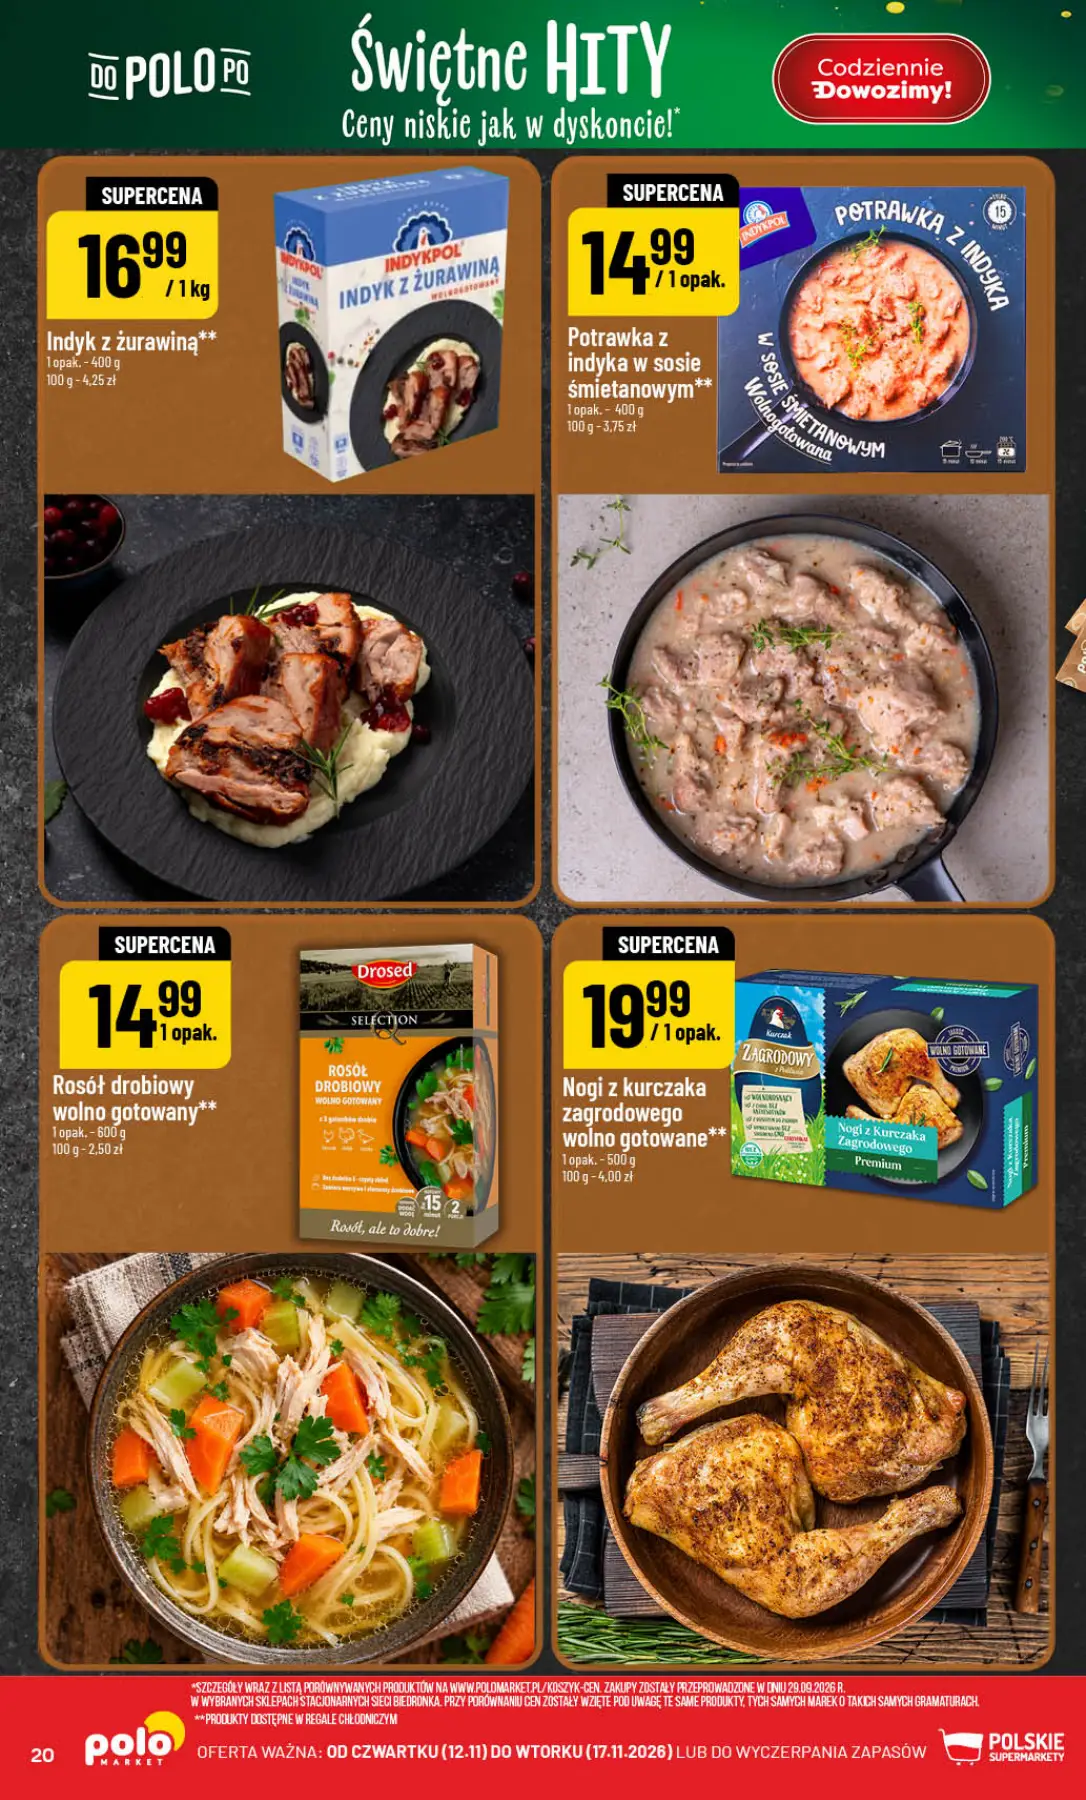 DO POLO PO
Świętne HITY
Ceny niskie jak w dyskoncie!*
Codziennie
Dowozimy!
SUPERCENA
16 99
/ 1 kg
Indyk z żurawiną**
1 opak. - 400 g
100 g - 4,25 zł
INDYKPOL
INDYK Z ŻURAWINĄ
WOLNOGOTOWANY
SUPERCENA
14 99
/ 1 opak.
Potrawka z
indyka w sosie
śmietanowym**
1 opak. - 400 g
100 g - 3,75 zł
INDYKPOL
POTRAWKA Z INDYKA
W SOSIE ŚMIETANOWYM
Wolnogotowana
15
SUPERCENA
14 99
1 opak.
Rosół drobiowy
wolno gotowany**
1 opak. - 600 g
100 g - 2,50 zł
Drosed
SELECTION
ROSÓŁ
DROBIOWY
WOLNO GOTOWANY
15
2
Rosół, ale to dobre!
SUPERCENA
19 99
/ 1 opak.
Nogi z kurczaka
zagrodowego
wolno gotowane**
1 opak. - 500 g
100 g - 4,00 zł
Kurczak
ZAGRODOWY
z Podlasia
WOLNO GOTOWANE
Nogi z Kurczaka
Zagrodowego
Premium
*SZCZEGÓŁY WRAZ Z LISTĄ PORÓWNYWANYCH PRODUKTÓW NA WWW.POLOMARKET.PL/KOSZYK-CEN. ZAKUPY ZOSTAŁY PRZEPROWADZONE W DNIU 29.09.2026 R.
W WYBRANYCH SKLEPACH STACJONARNYCH SIECI BIEDRONKA. PRZY PORÓWNANIU CEN ZOSTAŁY WZIĘTE POD UWAGĘ TE SAME PRODUKTY, TYCH SAMYCH MAREK O TAKICH SAMYCH GRAMATURACH.
**PRODUKTY DOSTĘPNE W REGALE CHŁODNICZYM
20
polo
MARKET
OFERTA WAŻNA: OD CZWARTKU (12.11) DO WTORKU (17.11.2026) LUB DO WYCZERPANIA ZAPASÓW
POLSKIE
SUPERMARKETY